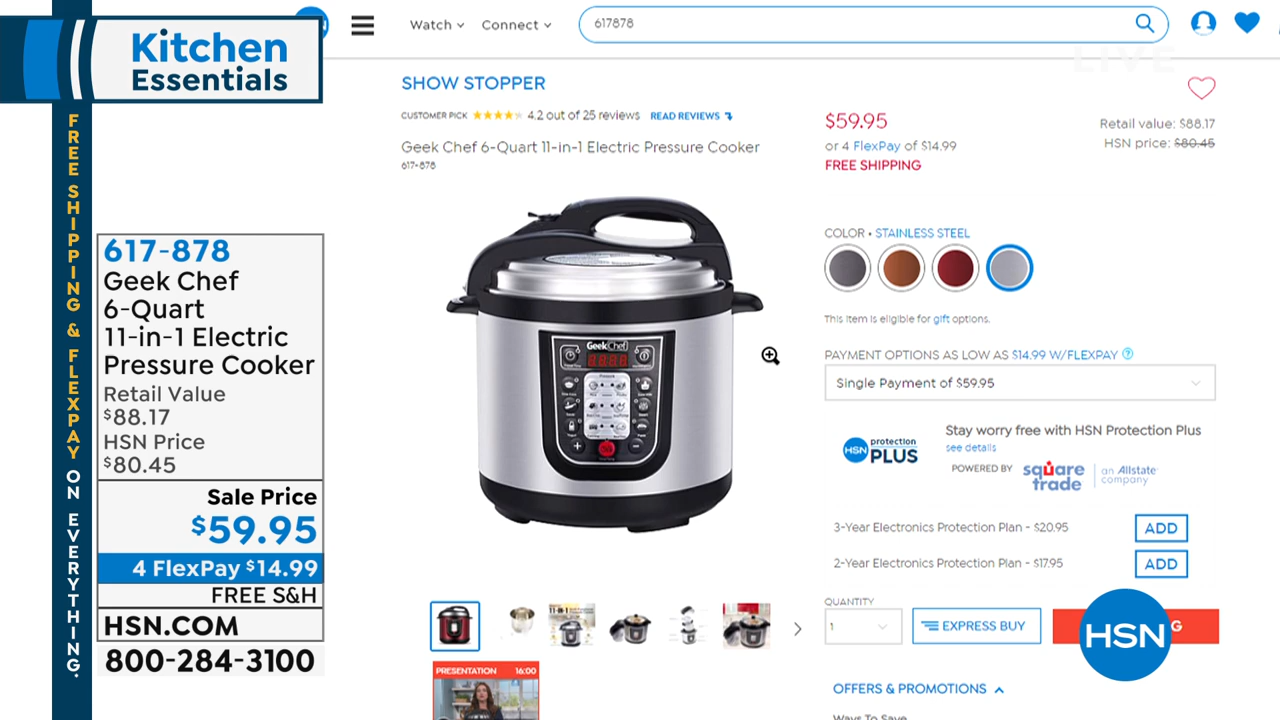 Kitchen
Essentials
FREE SHIPPING & FLEXPAY ON EVERYTHING.
617-878
Geek Chef
6-Quart
11-in-1 Electric
Pressure Cooker
Retail Value
$88.17
HSN Price
$80.45
Sale Price
$59.95
4 FlexPay $14.99
FREE S&H
HSN.COM
800-284-3100
Watch
Connect
617878
LIVE
SHOW STOPPER
CUSTOMER PICK 4.2 out of 25 reviews READ REVIEWS
Geek Chef 6-Quart 11-in-1 Electric Pressure Cooker
617-878
GeekChef
PRESENTATION 16:00
$59.95
or 4 FlexPay of $14.99
FREE SHIPPING
Retail value: $88.17
HSN price: $80.45
COLOR • STAINLESS STEEL
This item is eligible for gift options.
PAYMENT OPTIONS AS LOW AS $14.99 W/FLEXPAY ?
Single Payment of $59.95
HSN protection PLUS
Stay worry free with HSN Protection Plus
see details
POWERED BY square trade an Allstate company
3-Year Electronics Protection Plan - $20.95 ADD
2-Year Electronics Protection Plan - $17.95 ADD
QUANTITY
1
EXPRESS BUY
G
HSN
OFFERS & PROMOTIONS
Ways To Save